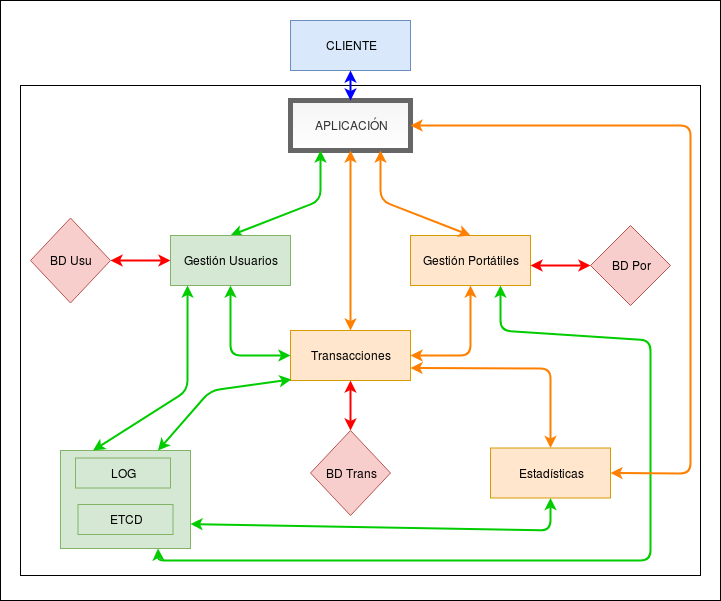 CLIENTE
APLICACIÓN
BD Usu
Gestión Usuarios
Gestión Portátiles
BD Por
Transacciones
LOG
BD Trans
Estadísticas
ETCD